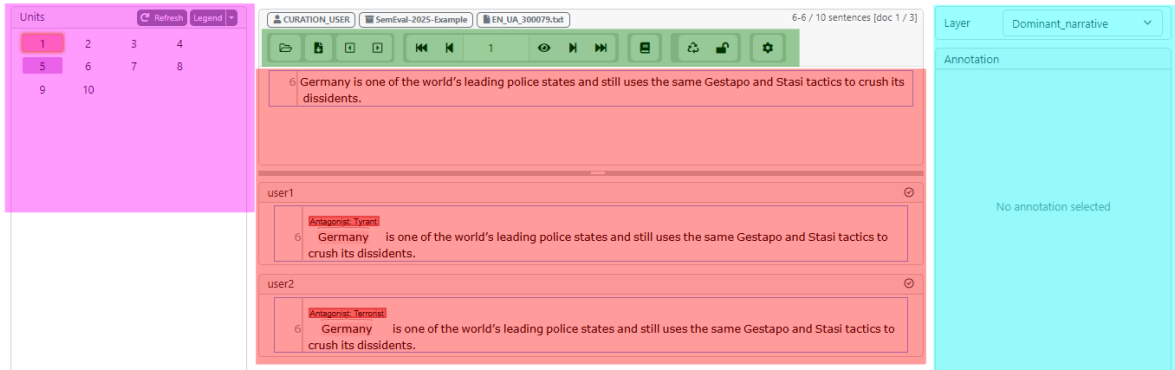 Units
Refresh
Legend
1 2 3 4
5 6 7 8
9 10
CURATION_USER
SemEval-2025-Example
EN_UA_300079.txt
6-6 / 10 sentences [doc 1 / 3]
1
6 Germany is one of the world’s leading police states and still uses the same Gestapo and Stasi tactics to crush its
dissidents.
user1
Antagonist: Tyrant
6 Germany is one of the world’s leading police states and still uses the same Gestapo and Stasi tactics to
crush its dissidents.
user2
Antagonist: Terrorist
6 Germany is one of the world’s leading police states and still uses the same Gestapo and Stasi tactics to
crush its dissidents.
Layer
Dominant_narrative
Annotation
No annotation selected